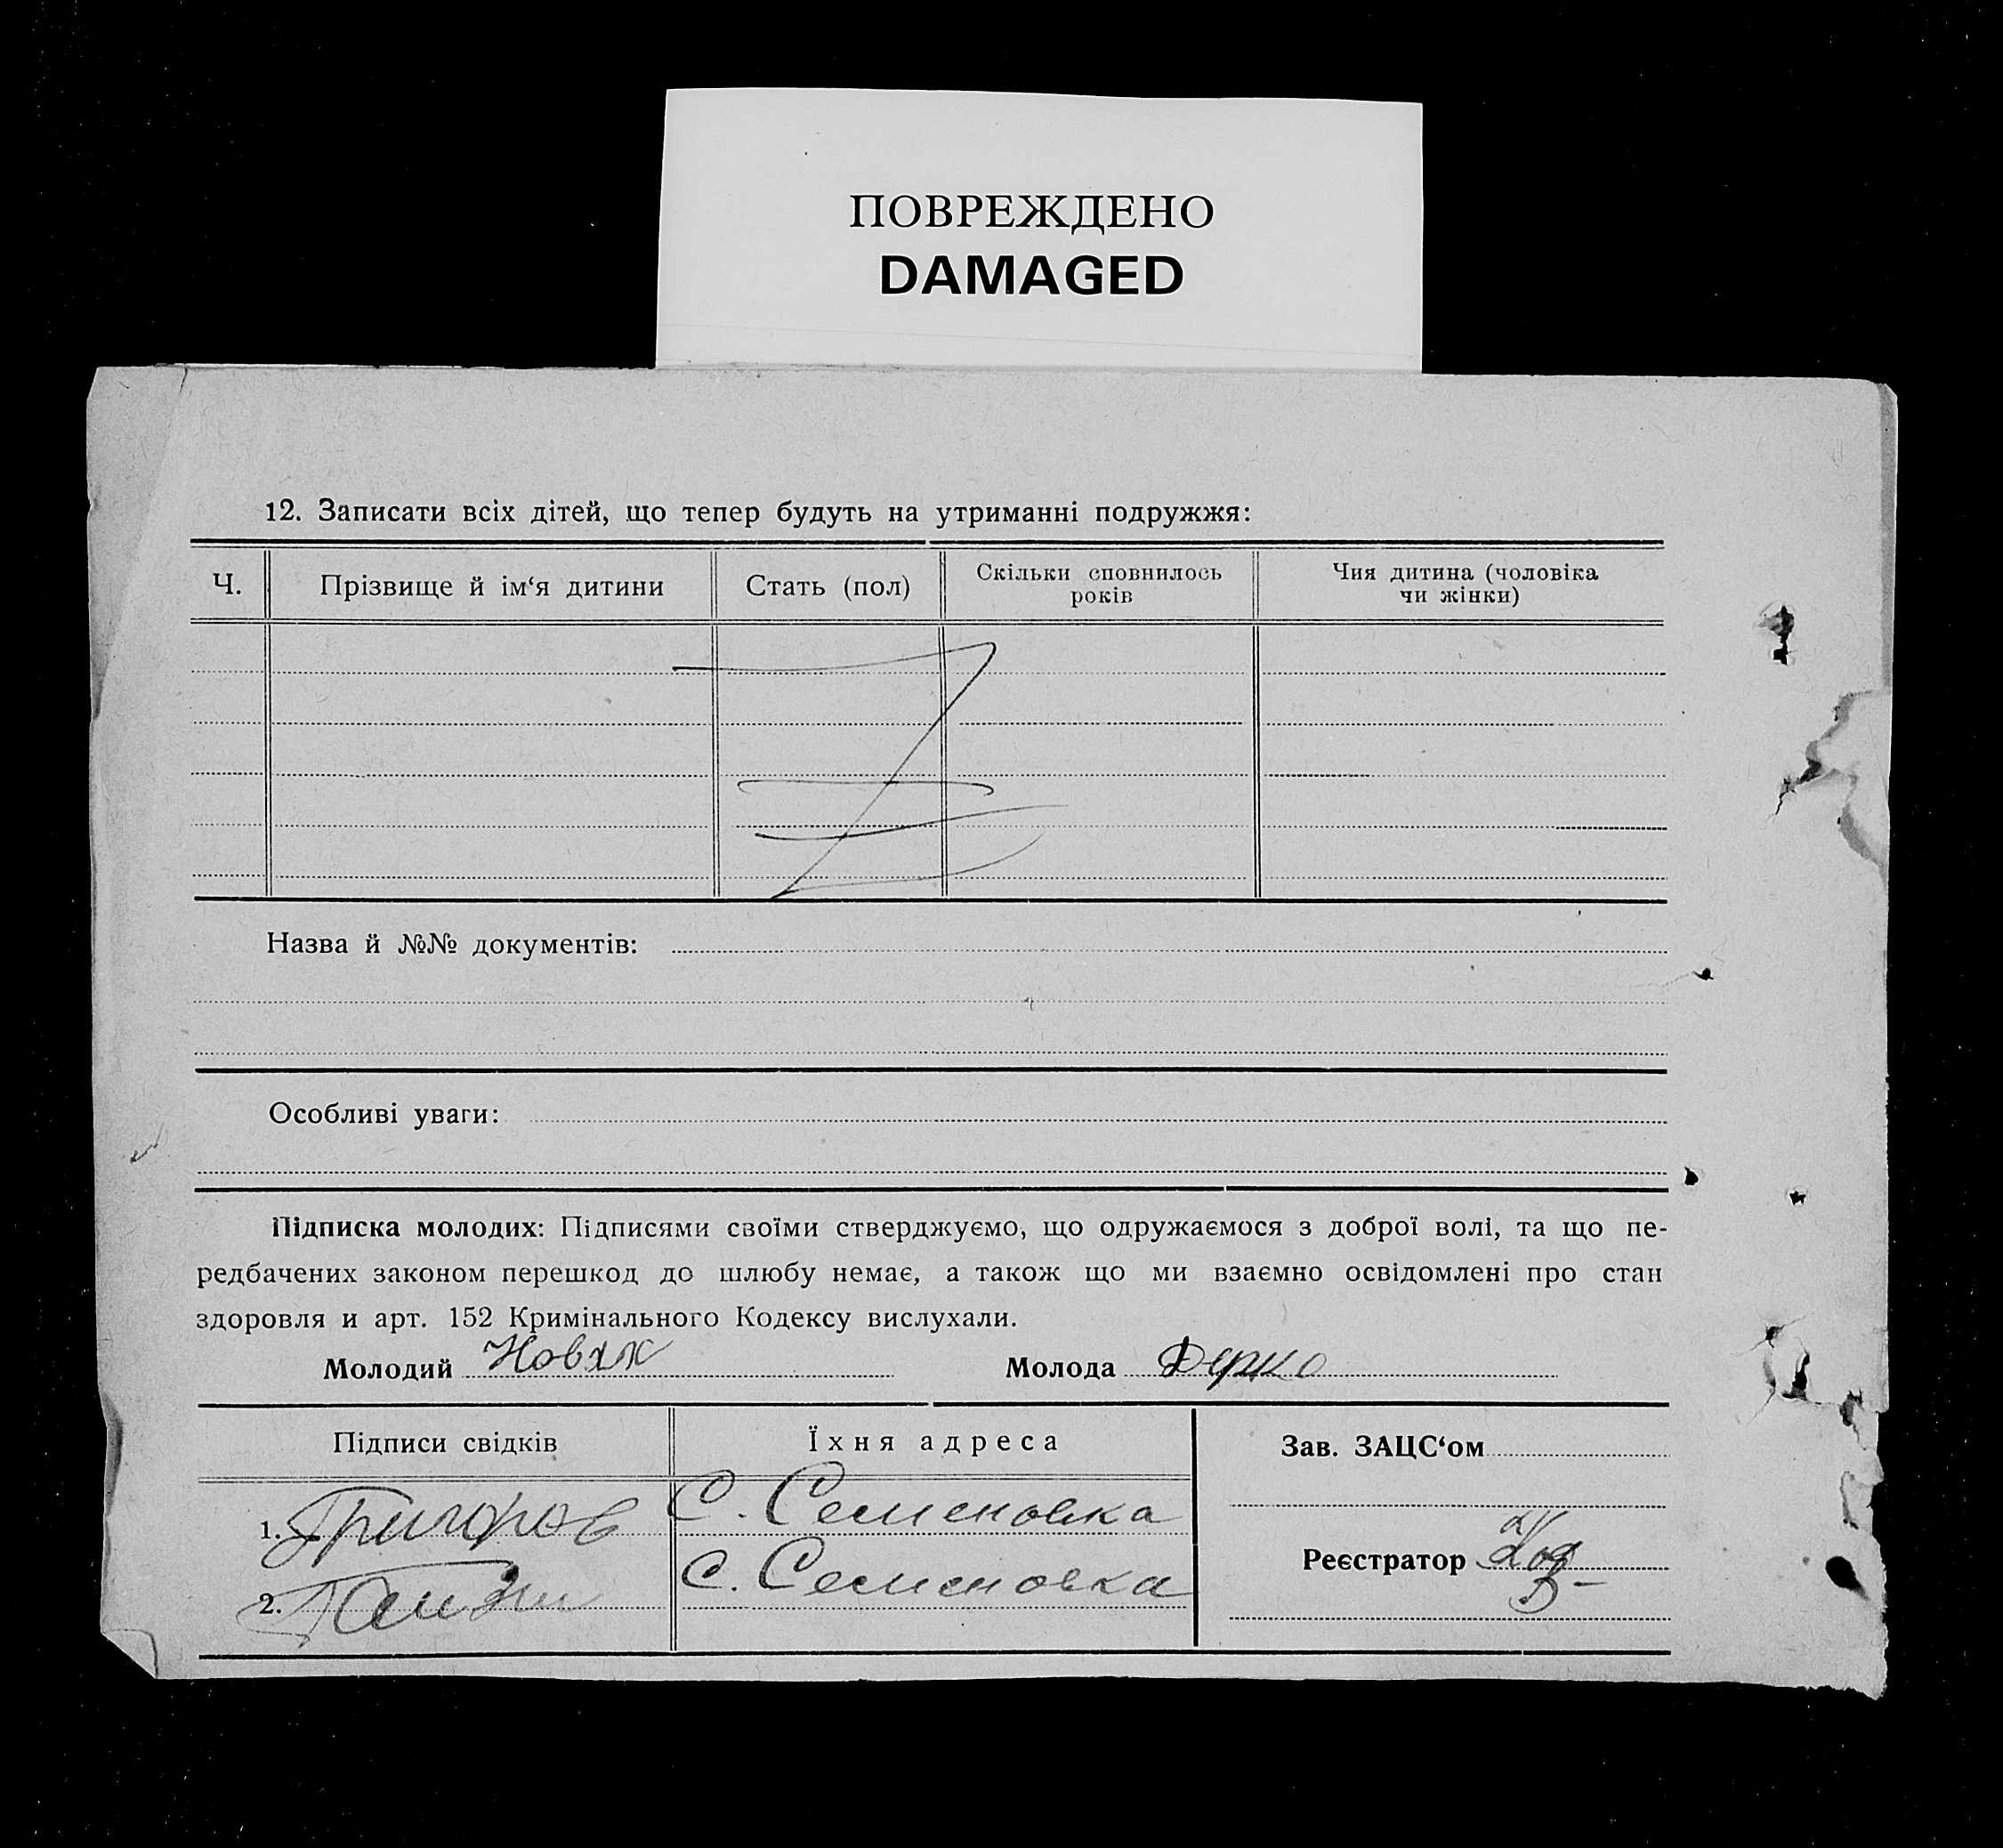 ПОВРЕЖДЕНО
DAMAGED
12. Записати всіх дітей, що тепер будуть на утриманні подружжя:
Ч.
Прізвище й ім‘я дитини
Стать (пол)
Скільки сповнилось
років
Чия дитина (чоловіка
чи жінки)
Назва й №№ документів:
Особливі уваги:
Підписка молодих: Підписями своїми стверджуємо, що одружаємося з доброї волі, та що пе-
редбачених законом перешкод до шлюбу немає, а також що ми взаємно освідомлені про стан
здоровля и арт. 152 Кримінального Кодексу вислухали.
Молодий Новак
Молода
Підписи свідків
Їхня адреса
Зав. ЗАЦС‘ом
1. Григоров
С. Семеновка
Реєстратор
2.
С. Семеновка